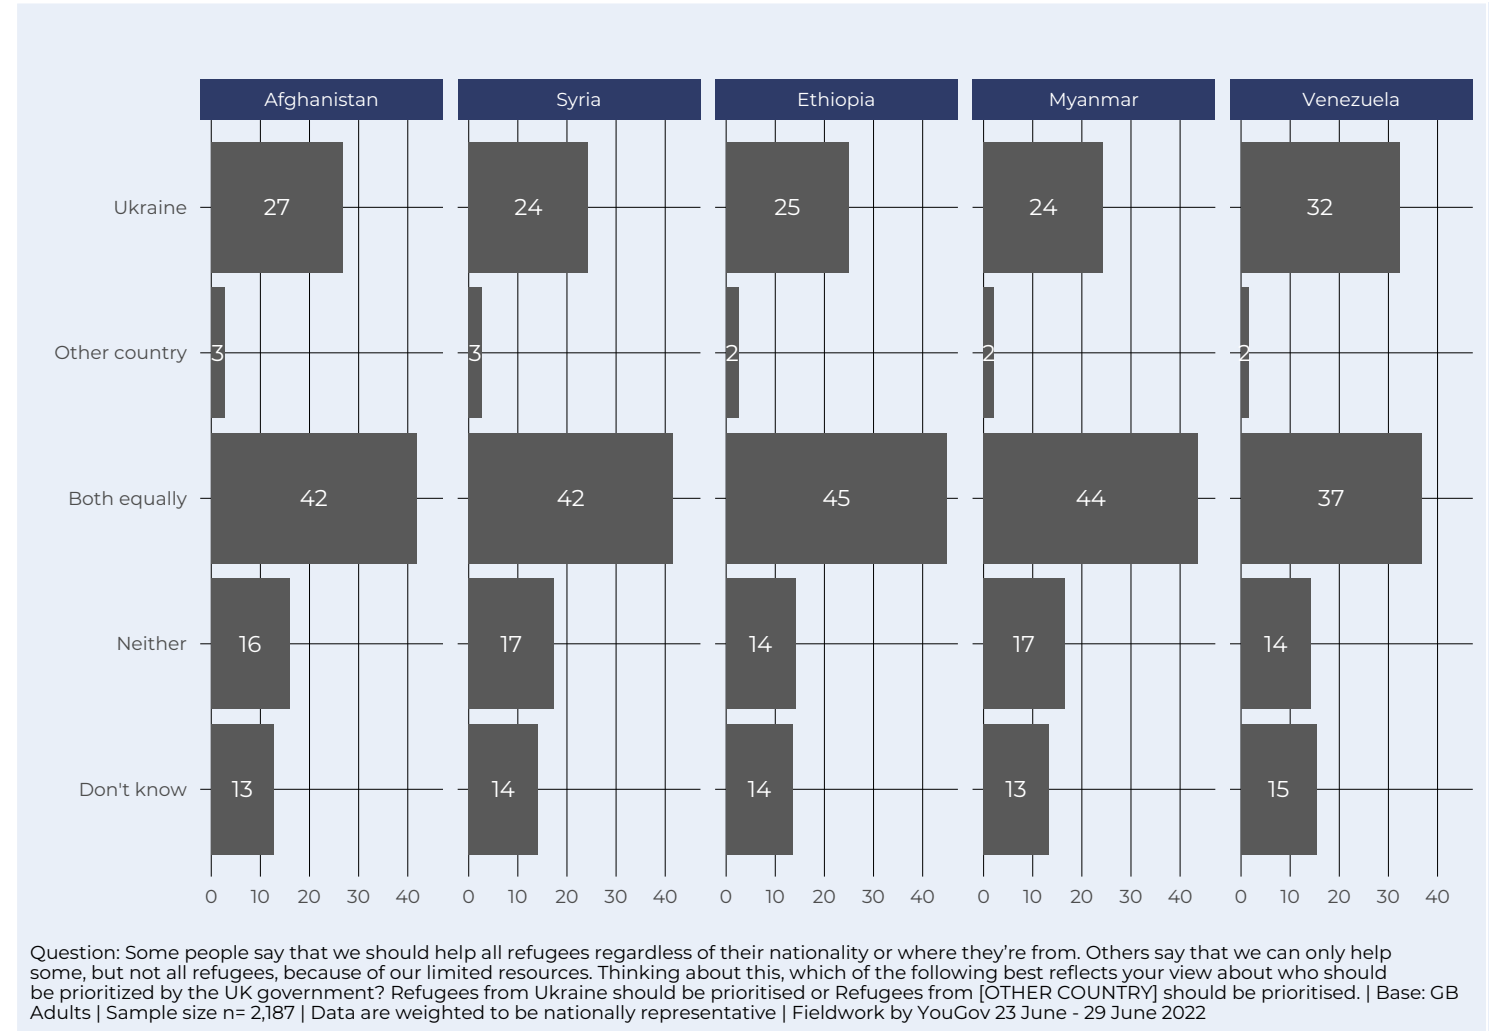 Afghanistan Syria Ethiopia Myanmar Venezuela
Ukraine 27 24 25 24 32
Other country 3 3 2 2 2
Both equally 42 42 45 44 37
Neither 16 17 14 17 14
Don't know 13 14 14 13 15
0 10 20 30 40 0 10 20 30 40 0 10 20 30 40 0 10 20 30 40 0 10 20 30 40
Question: Some people say that we should help all refugees regardless of their nationality or where they’re from. Others say that we can only help
some, but not all refugees, because of our limited resources. Thinking about this, which of the following best reflects your view about who should
be prioritized by the UK government? Refugees from Ukraine should be prioritised or Refugees from [OTHER COUNTRY] should be prioritised. | Base: GB
Adults | Sample size n= 2,187 | Data are weighted to be nationally representative | Fieldwork by YouGov 23 June - 29 June 2022